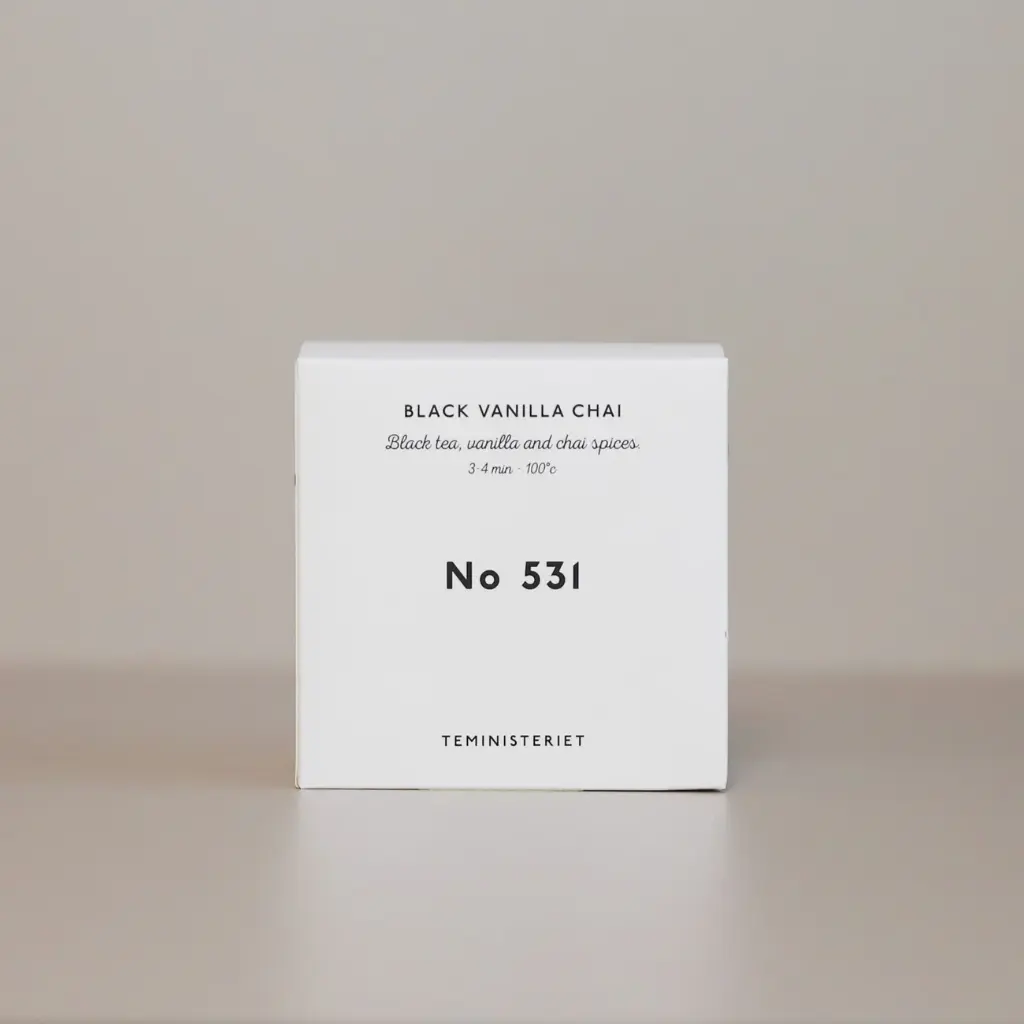 BLACK VANILLA CHAI
Black tea, vanilla and chai spices.
3-4 min - 100°c
No 531
TEMINISTERIET